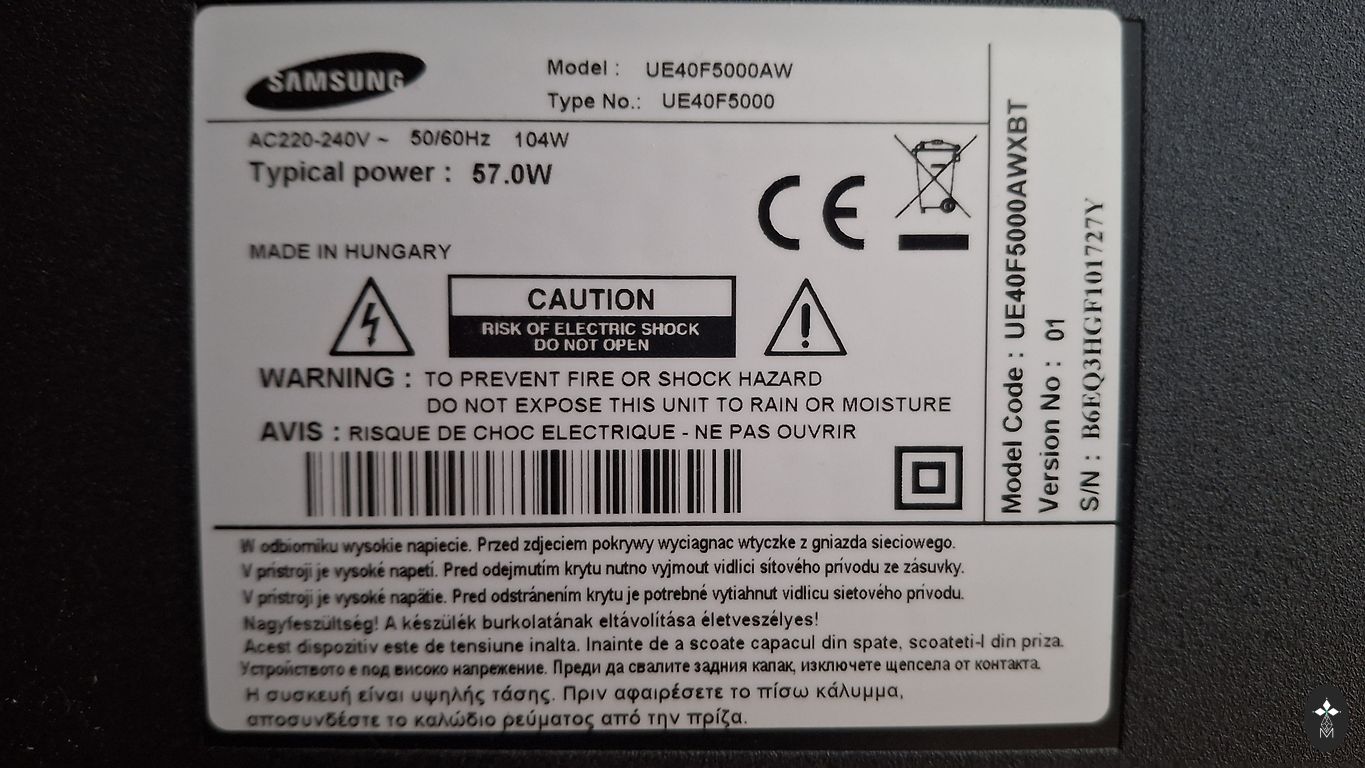 SAMSUNG
Model : UE40F5000AW
Type No.: UE40F5000
AC220-240V ~ 50/60Hz 104W
Typical power : 57.0W
MADE IN HUNGARY
CAUTION
RISK OF ELECTRIC SHOCK
DO NOT OPEN
WARNING : TO PREVENT FIRE OR SHOCK HAZARD
DO NOT EXPOSE THIS UNIT TO RAIN OR MOISTURE
AVIS : RISQUE DE CHOC ELECTRIQUE - NE PAS OUVRIR
Model Code : UE40F5000AWXBT
Version No : 01
S/N : B6EQ3HGF101727Y
W odbiorniku wysokie napiecie. Przed zdjeciem pokrywy wyciagnac wtyczke z gniazda sieciowego.
V prístroji je vysoké napetí. Pred odejmutím krytu nutno vyjmout vidlici sítového prívodu ze zásuvky.
V prístroji je vysoké napätie. Pred odstránením krytu je potrebné vytiahnut vidlicu sietového prívodu.
Nagyfeszültség! A készülék burkolatának eltávolítása életveszélyes!
Acest dispozitiv este de tensiune inalta. Inainte de a scoate capacul din spate, scoateti-l din priza.
Устройството е под високо напрежение. Преди да свалите задния капак, изключете щепсела от контакта.
Η συσκευή είναι υψηλής τάσης. Πριν αφαιρέσετε το πίσω κάλυμμα,
αποσυνδέστε το καλώδιο ρεύματος από την πρίζα.
M